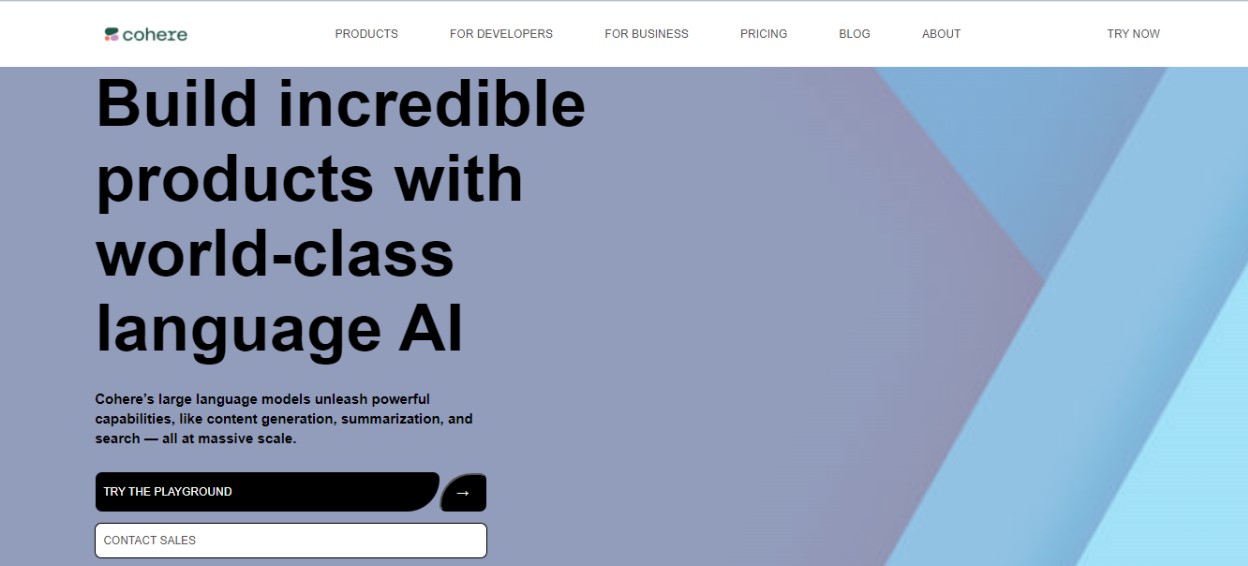 cohere PRODUCTS FOR DEVELOPERS FOR BUSINESS PRICING BLOG ABOUT TRY NOW
Build incredible
products with
world-class
language AI
Cohere’s large language models unleash powerful
capabilities, like content generation, summarization, and
search — all at massive scale.
TRY THE PLAYGROUND →
CONTACT SALES